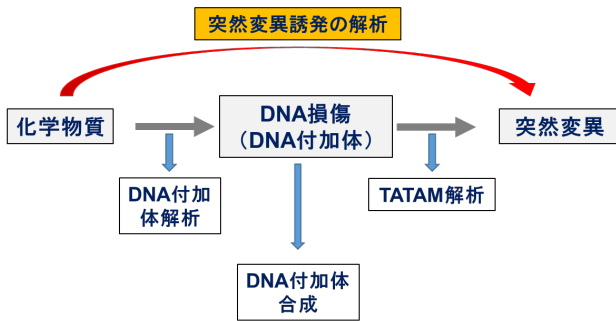 突然変異誘発の解析
化学物質
DNA損傷
（DNA付加体）
突然変異
DNA付加
体解析
TATAM解析
DNA付加体
合成